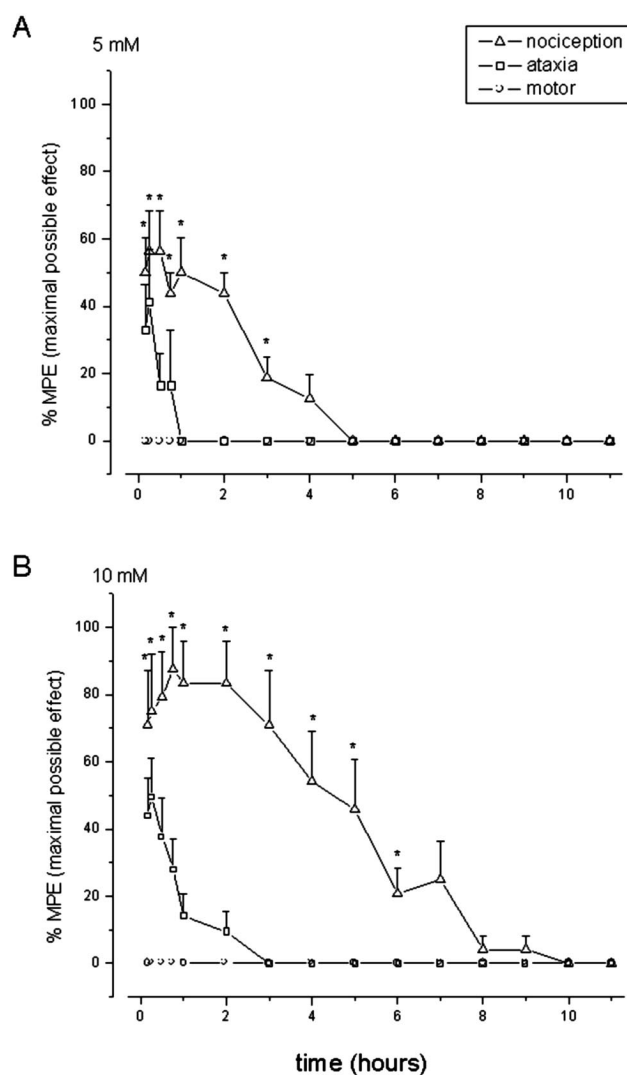 A
5 mM
nociception
ataxia
motor
% MPE (maximal possible effect)
100
80
60
40
20
0
* * * * * * *
0 2 4 6 8 10
B
10 mM
% MPE (maximal possible effect)
100
80
60
40
20
0
* * * * * * * * * *
0 2 4 6 8 10
time (hours)